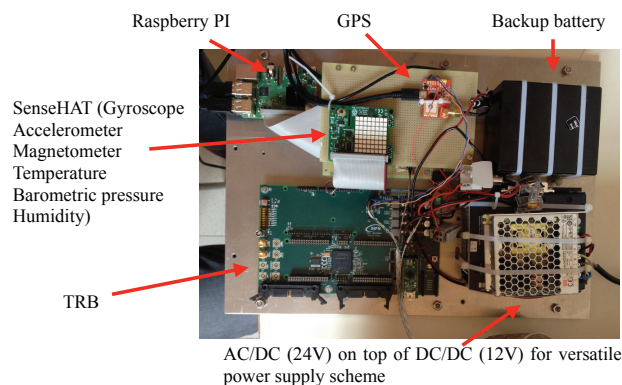 Raspberry PI
GPS
Backup battery
SenseHAT (Gyroscope
Accelerometer
Magnetometer
Temperature
Barometric pressure
Humidity)
TRB
AC/DC (24V) on top of DC/DC (12V) for versatile
power supply scheme